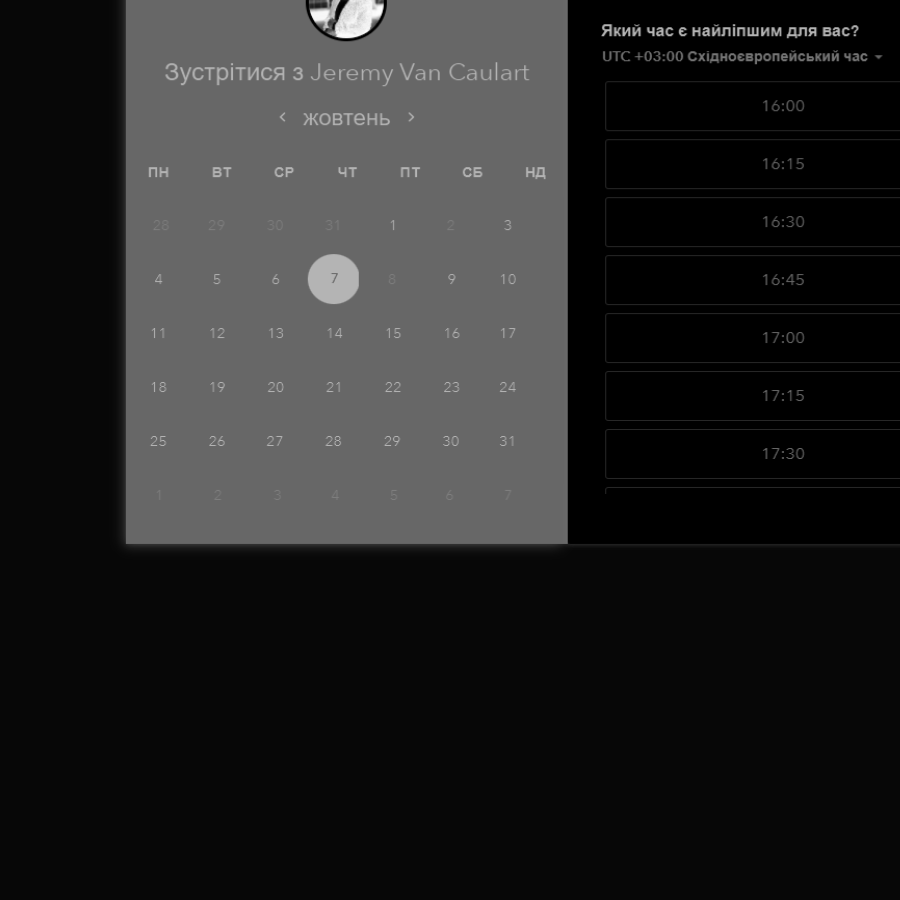 Зустрітися з Jeremy Van Caulart
жовтень
ПН ВТ СР ЧТ ПТ СБ НД
28 29 30 31 1 2 3
4 5 6 7 8 9 10
11 12 13 14 15 16 17
18 19 20 21 22 23 24
25 26 27 28 29 30 31
1 2 3 4 5 6 7
Який час є найліпшим для вас?
UTC +03:00 Східноєвропейський час
16:00
16:15
16:30
16:45
17:00
17:15
17:30